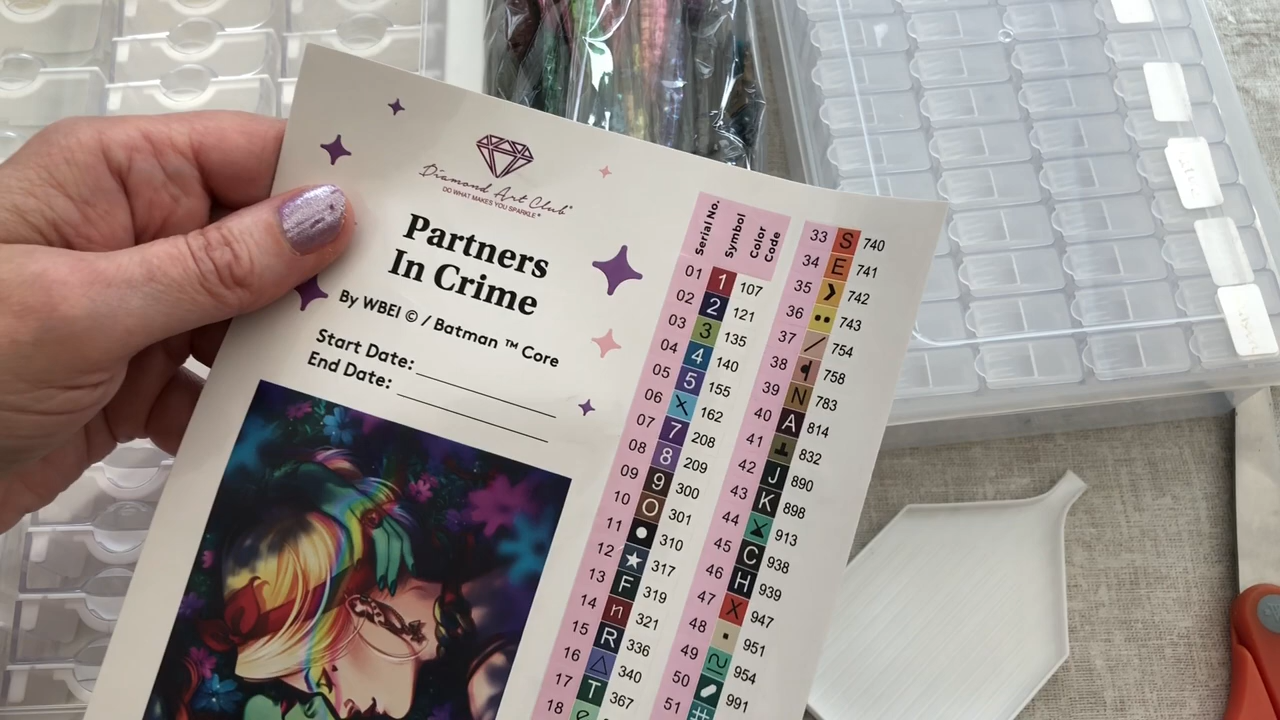 Diamond Art Club
DO WHAT MAKES YOU SPARKLE®
Partners
In Crime
By WBEI © / Batman ™ Core
Start Date:
End Date:
Serial No. Symbol Color Code
01 1 107
02 2 121
03 3 135
04 4 140
05 5 155
06 X 162
07 7 208
08 8 209
09 9 300
10 O 301
11 ● 310
12 ★ 317
13 F 319
14 n 321
15 R 336
16 △ 340
17 T 367
18
33 S 740
34 E 741
35 ❯ 742
36 •• 743
37 / 754
38 758
39 N 783
40 A 814
41 ⊥ 832
42 J 890
43 K 898
44 913
45 C 938
46 H 939
47 X 947
48 ▪ 951
49 ≅ 954
50 991
51 #